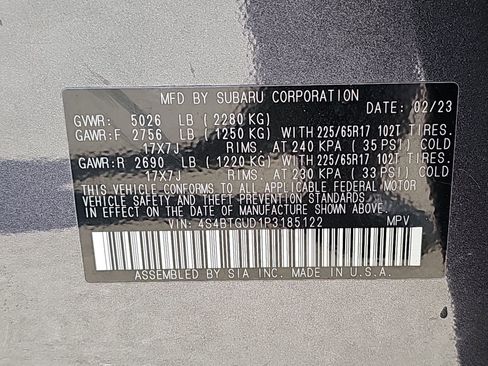 MFD BY SUBARU CORPORATION DATE: 02/23
GVWR: 5026 LB (2280 KG)
GAWR:F 2756 LB (1250 KG) WITH 225/65R17 102T TIRES.
17X7J RIMS AT 240 KPA (35 PSI) COLD
GAWR:R 2690 LB (1220 KG) WITH 225/65R17 102T TIRES.
17X7J RIMS AT 230 KPA (33 PSI) COLD
THIS VEHICLE CONFORMS TO ALL APPLICABLE FEDERAL MOTOR
VEHICLE SAFETY AND THEFT PREVENTION STANDARDS IN EFFECT
ON THE DATE OF MANUFACTURE SHOWN ABOVE.
VIN: 4S4BTGUD1P3185122 MPV
ASSEMBLED BY SIA INC. MADE IN U.S.A.